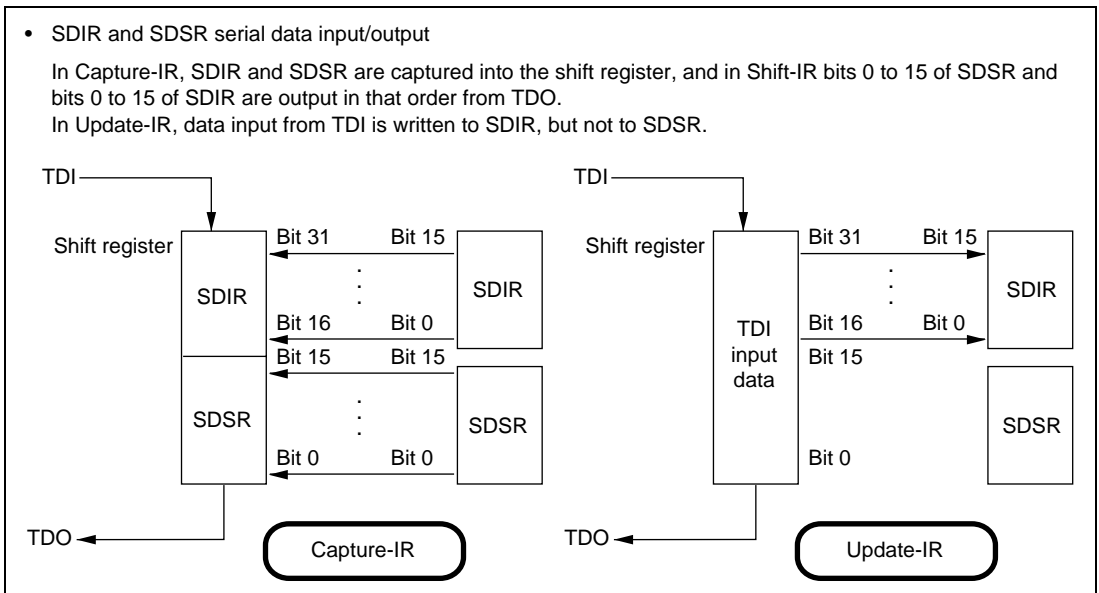 • SDIR and SDSR serial data input/output
In Capture-IR, SDIR and SDSR are captured into the shift register, and in Shift-IR bits 0 to 15 of SDSR and
bits 0 to 15 of SDIR are output in that order from TDO.
In Update-IR, data input from TDI is written to SDIR, but not to SDSR.
TDI
Shift register
Bit 31 Bit 15
SDIR
SDIR
Bit 16 Bit 0
Bit 15 Bit 15
SDSR
SDSR
Bit 0 Bit 0
TDO
Capture-IR
TDI
Shift register
Bit 31 Bit 15
SDIR
TDI
input
data
Bit 16 Bit 0
Bit 15
SDSR
Bit 0
TDO
Update-IR